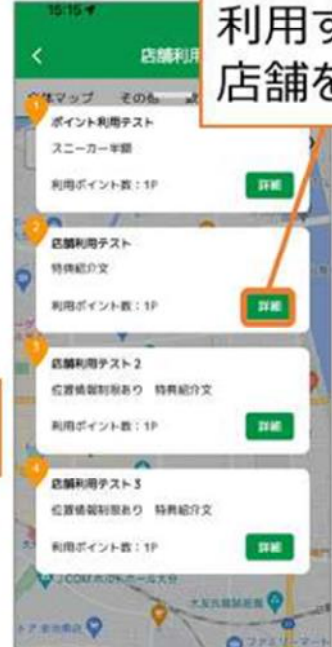 15:15
利用す
店舗を
店舗利用
マップ その他
1
ポイント利用テスト
スニーカー半額
利用ポイント数：1P
詳細
2
店舗利用テスト
特典紹介文
利用ポイント数：1P
詳細
3
店舗利用テスト2
位置情報制限あり 特典紹介文
利用ポイント数：1P
詳細
4
店舗利用テスト3
位置情報制限あり 特典紹介文
利用ポイント数：1P
詳細
ファミリーマート